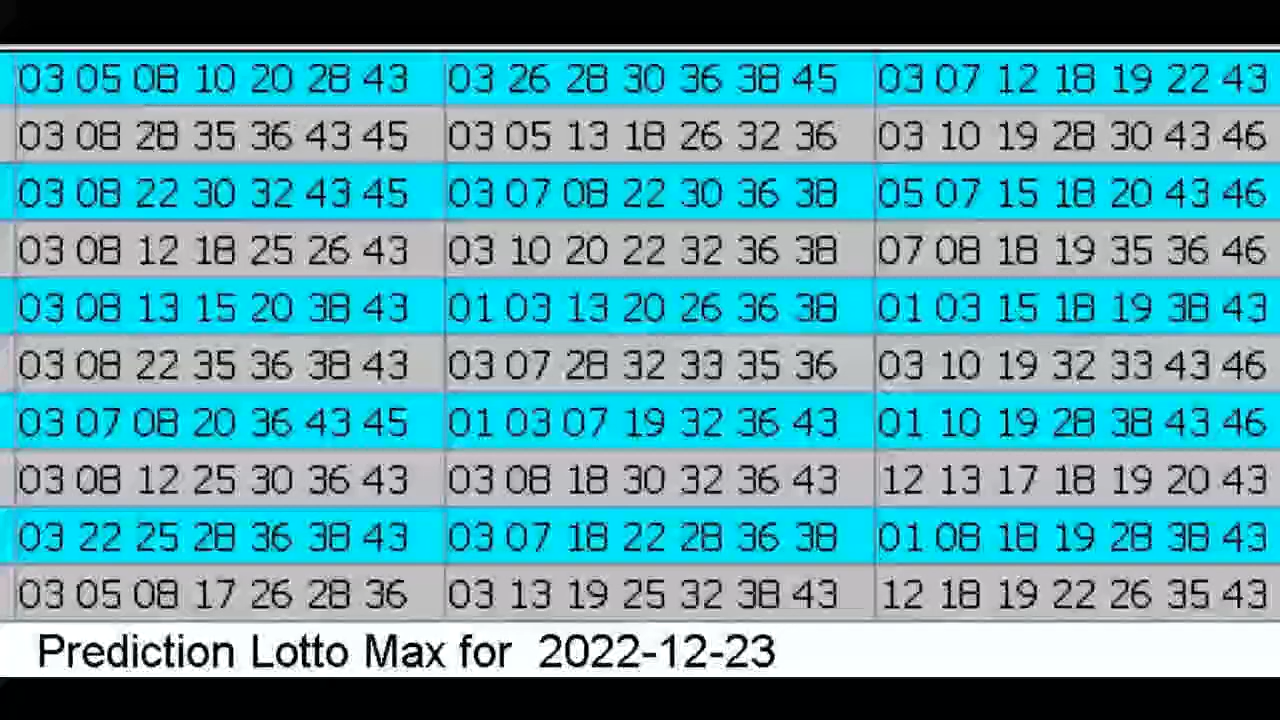 03 05 08 10 20 28 43 03 26 28 30 36 38 45 03 07 12 18 19 22 43
03 08 28 35 36 43 45 03 05 13 18 26 32 36 03 10 19 28 30 43 46
03 08 22 30 32 43 45 03 07 08 22 30 36 38 05 07 15 18 20 43 46
03 08 12 18 25 26 43 03 10 20 22 32 36 38 07 08 18 19 35 36 46
03 08 13 15 20 38 43 01 03 13 20 26 36 38 01 03 15 18 19 38 43
03 08 22 35 36 38 43 03 07 28 32 33 35 36 03 10 19 32 33 43 46
03 07 08 20 36 43 45 01 03 07 19 32 36 43 01 10 19 28 38 43 46
03 08 12 25 30 36 43 03 08 18 30 32 36 43 12 13 17 18 19 20 43
03 22 25 28 36 38 43 03 07 18 22 28 36 38 01 08 18 19 28 38 43
03 05 08 17 26 28 36 03 13 19 25 32 38 43 12 18 19 22 26 35 43
Prediction Lotto Max for 2022-12-23